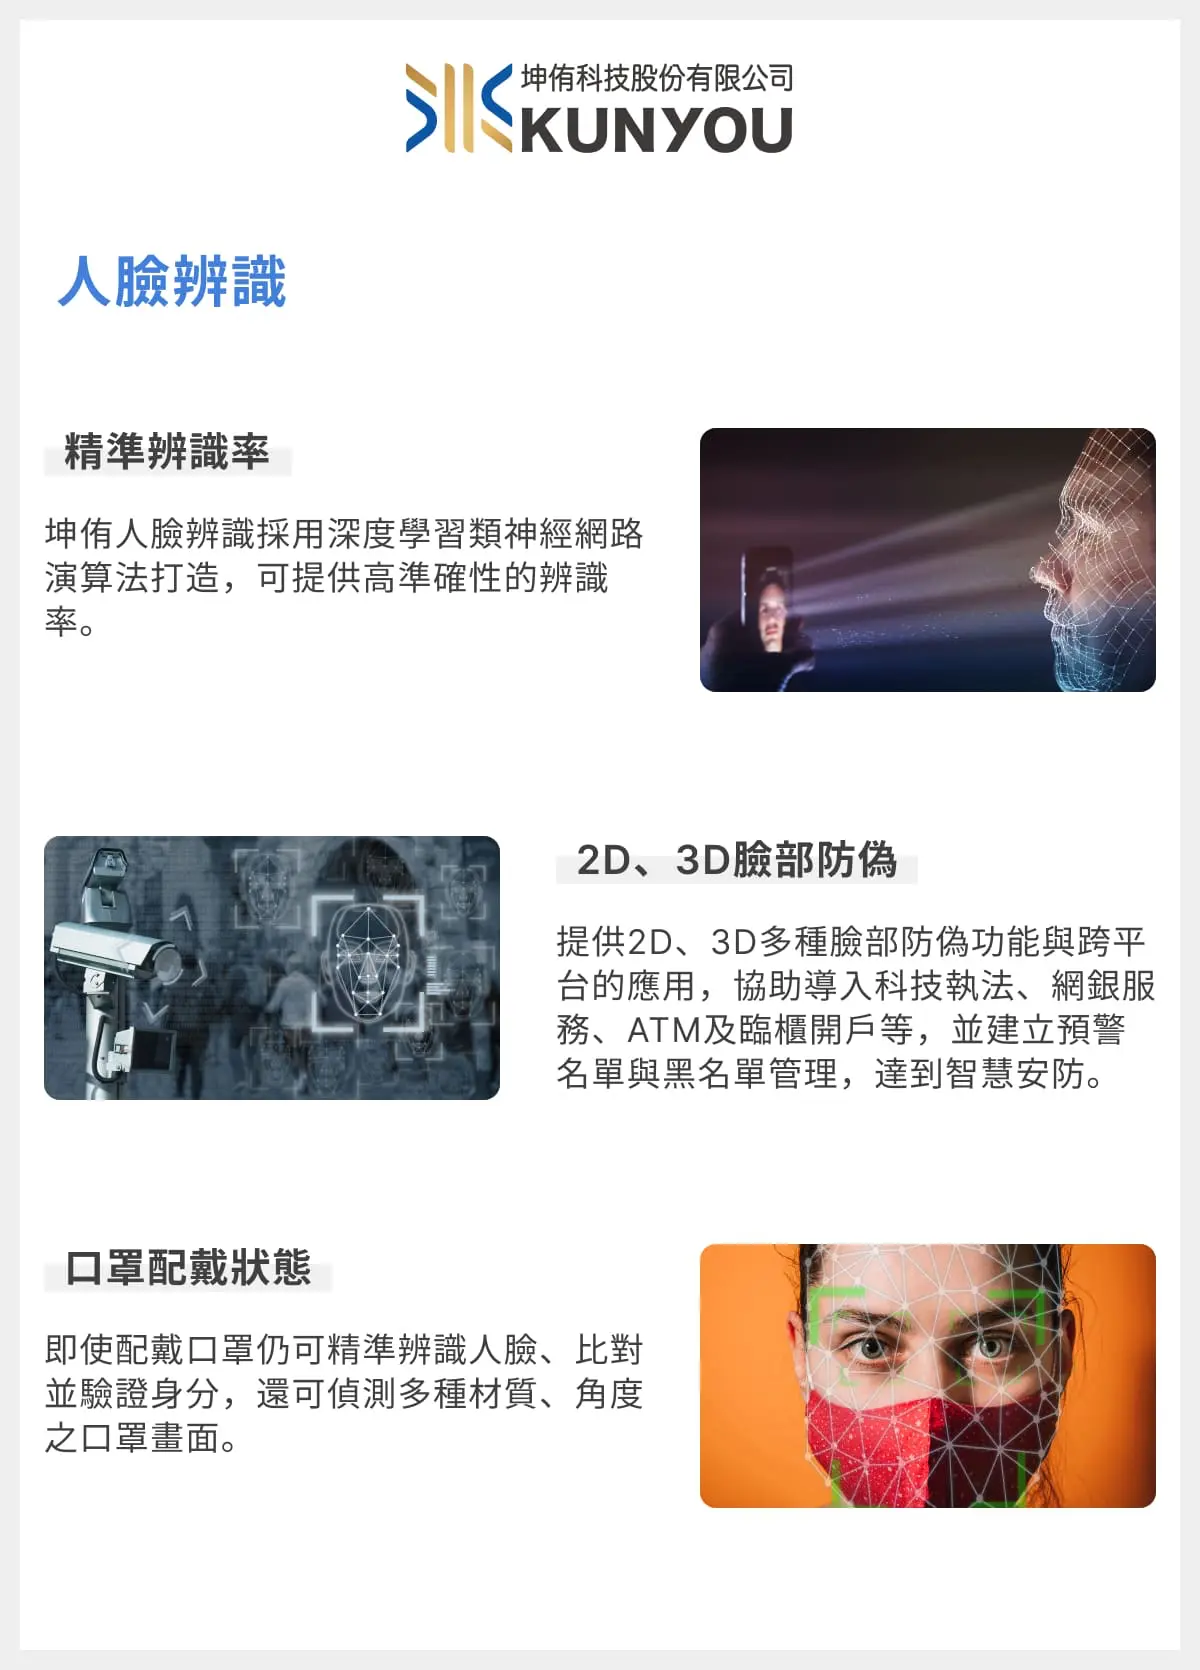 坤侑科技股份有限公司
KUNYOU
人臉辨識
精準辨識率
坤侑人臉辨識採用深度學習類神經網路
演算法打造，可提供高準確性的辨識
率。
2D、3D臉部防偽
提供2D、3D多種臉部防偽功能與跨平
台的應用，協助導入科技執法、網銀服
務、ATM及臨櫃開戶等，並建立預警
名單與黑名單管理，達到智慧安防。
口罩配戴狀態
即使配戴口罩仍可精準辨識人臉、比對
並驗證身分，還可偵測多種材質、角度
之口罩畫面。